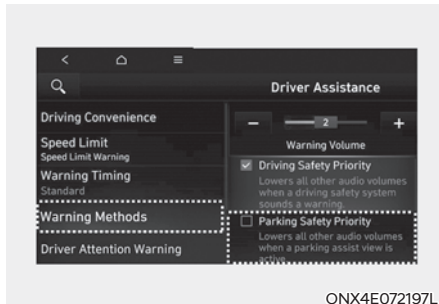 Driver Assistance
Driving Convenience
Speed Limit
Speed Limit Warning
Warning Timing
Standard
Warning Methods
Driver Attention Warning
− 2 +
Warning Volume
Driving Safety Priority
Lowers all other audio volumes
when a driving safety system
sounds a warning.
Parking Safety Priority
Lowers all other audio volumes
when a parking assist view is
active.
ONX4E072197L